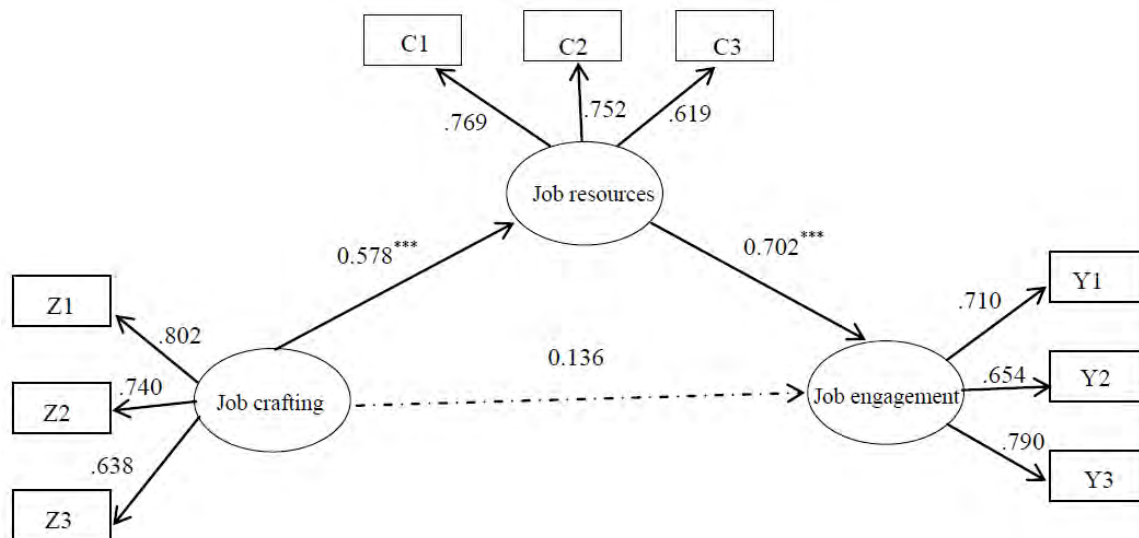 C1
C2
C3
.769
.752
.619
Job resources
0.578***
0.702***
Z1
Y1
.802
.710
0.136
Z2
.740
Job crafting
Job engagement
.654
Y2
.638
.790
Z3
Y3